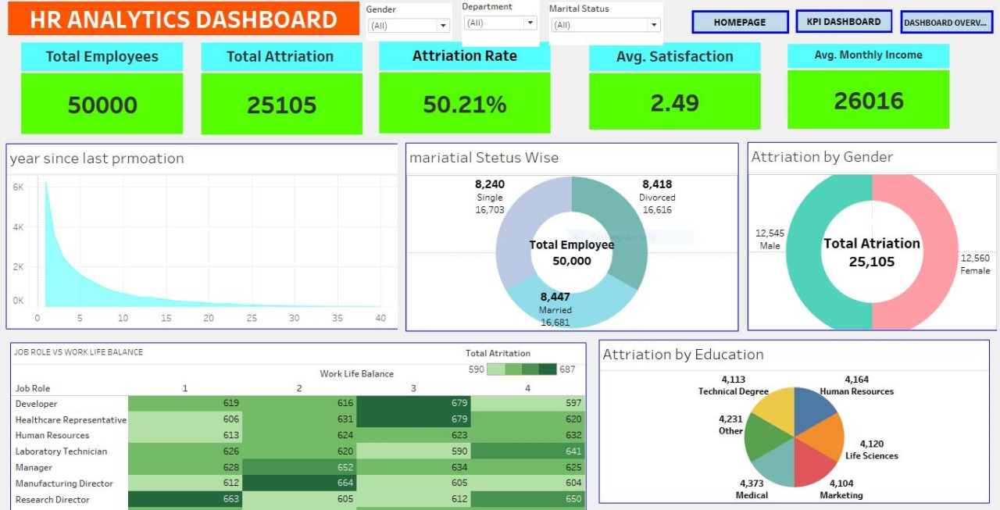 HR ANALYTICS DASHBOARD
Gender
(All)
Department
(All)
Marital Status
(All)
HOMEPAGE
KPI DASHBOARD
DASHBOARD OVERV...
Total Employees
50000
Total Attriation
25105
Attriation Rate
50.21%
Avg. Satisfaction
2.49
Avg. Monthly Income
26016
year since last prmoation
6K
4K
2K
0K
0 5 10 15 20 25 30 35 40
mariatial Stetus Wise
8,240
Single
16,703
8,418
Divorced
16,616
Total Employee
50,000
8,447
Married
16,681
Attriation by Gender
12,545
Male
Total Atriation
25,105
12,560
Female
JOB ROLE VS WORK LIFE BALANCE
Total Atritation
590 687
Work Life Balance
Job Role 1 2 3 4
Developer 619 616 679 597
Healthcare Representative 606 631 679 620
Human Resources 613 624 623 632
Laboratory Technician 626 620 590 641
Manager 628 652 634 625
Manufacturing Director 612 664 605 604
Research Director 663 605 612 650
Attriation by Education
4,113
Technical Degree
4,164
Human Resources
4,231
Other
4,120
Life Sciences
4,373
Medical
4,104
Marketing